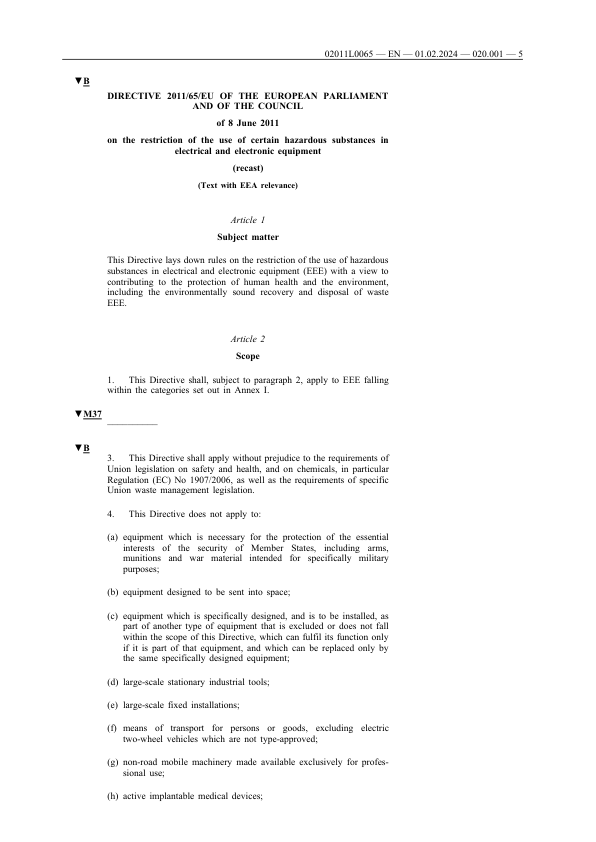 02011L0065 — EN — 01.02.2024 — 020.001 — 5
▼B
DIRECTIVE 2011/65/EU OF THE EUROPEAN PARLIAMENT
AND OF THE COUNCIL
of 8 June 2011
on the restriction of the use of certain hazardous substances in
electrical and electronic equipment
(recast)
(Text with EEA relevance)
Article 1
Subject matter
This Directive lays down rules on the restriction of the use of hazardous
substances in electrical and electronic equipment (EEE) with a view to
contributing to the protection of human health and the environment,
including the environmentally sound recovery and disposal of waste
EEE.
Article 2
Scope
1. This Directive shall, subject to paragraph 2, apply to EEE falling
within the categories set out in Annex I.
▼M37
__________
▼B
3. This Directive shall apply without prejudice to the requirements of
Union legislation on safety and health, and on chemicals, in particular
Regulation (EC) No 1907/2006, as well as the requirements of specific
Union waste management legislation.
4. This Directive does not apply to:
(a) equipment which is necessary for the protection of the essential
interests of the security of Member States, including arms,
munitions and war material intended for specifically military
purposes;
(b) equipment designed to be sent into space;
(c) equipment which is specifically designed, and is to be installed, as
part of another type of equipment that is excluded or does not fall
within the scope of this Directive, which can fulfil its function only
if it is part of that equipment, and which can be replaced only by
the same specifically designed equipment;
(d) large-scale stationary industrial tools;
(e) large-scale fixed installations;
(f) means of transport for persons or goods, excluding electric
two-wheel vehicles which are not type-approved;
(g) non-road mobile machinery made available exclusively for profes-
sional use;
(h) active implantable medical devices;